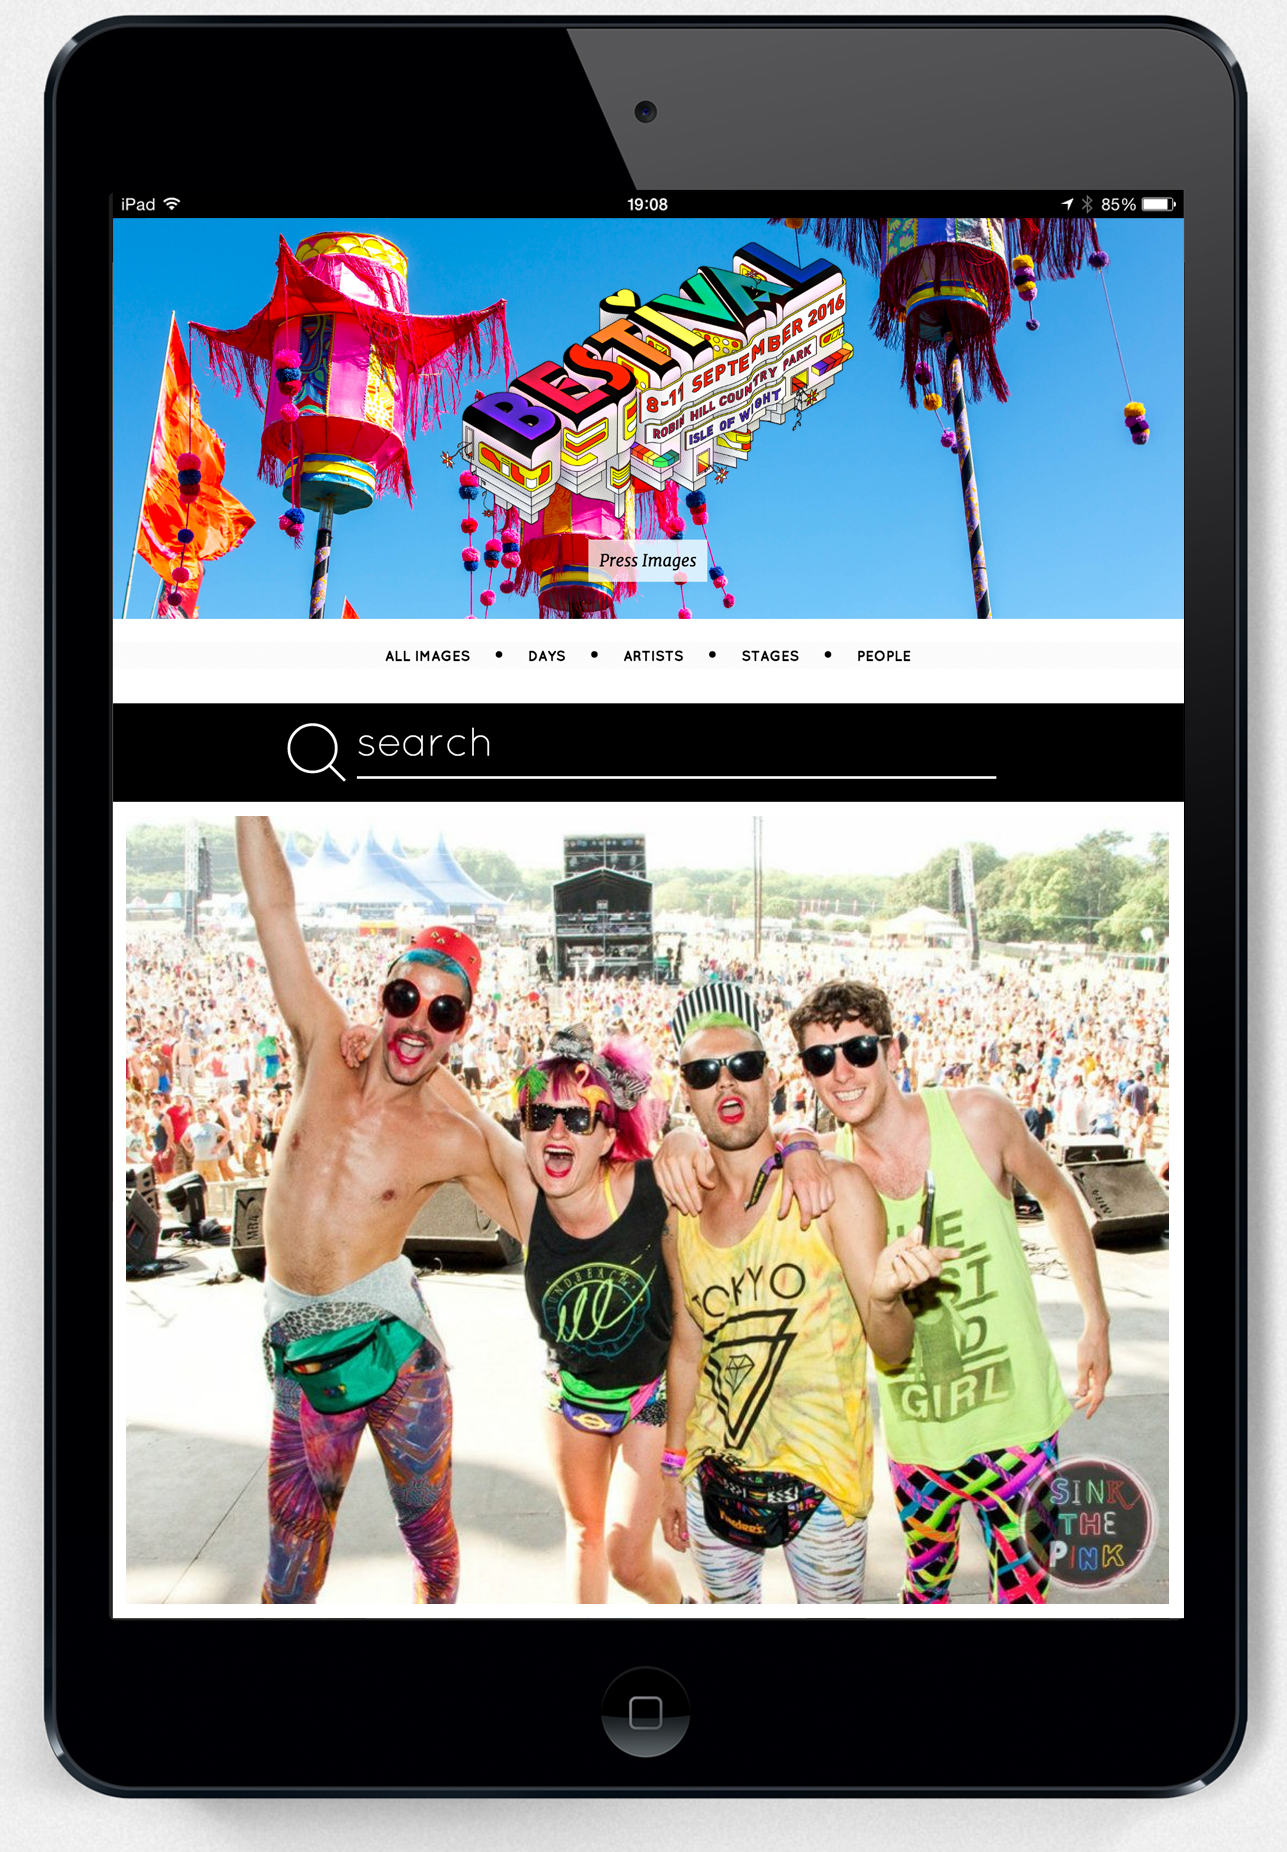 iPad 19:08 85%
BESTIVAL
8-11 SEPTEMBER 2016
ROBIN HILL COUNTRY PARK
ISLE OF WIGHT
Press Images
ALL IMAGES • DAYS • ARTISTS • STAGES • PEOPLE
search
MR4
TOKYO
GIRL
SINK
THE
PINK